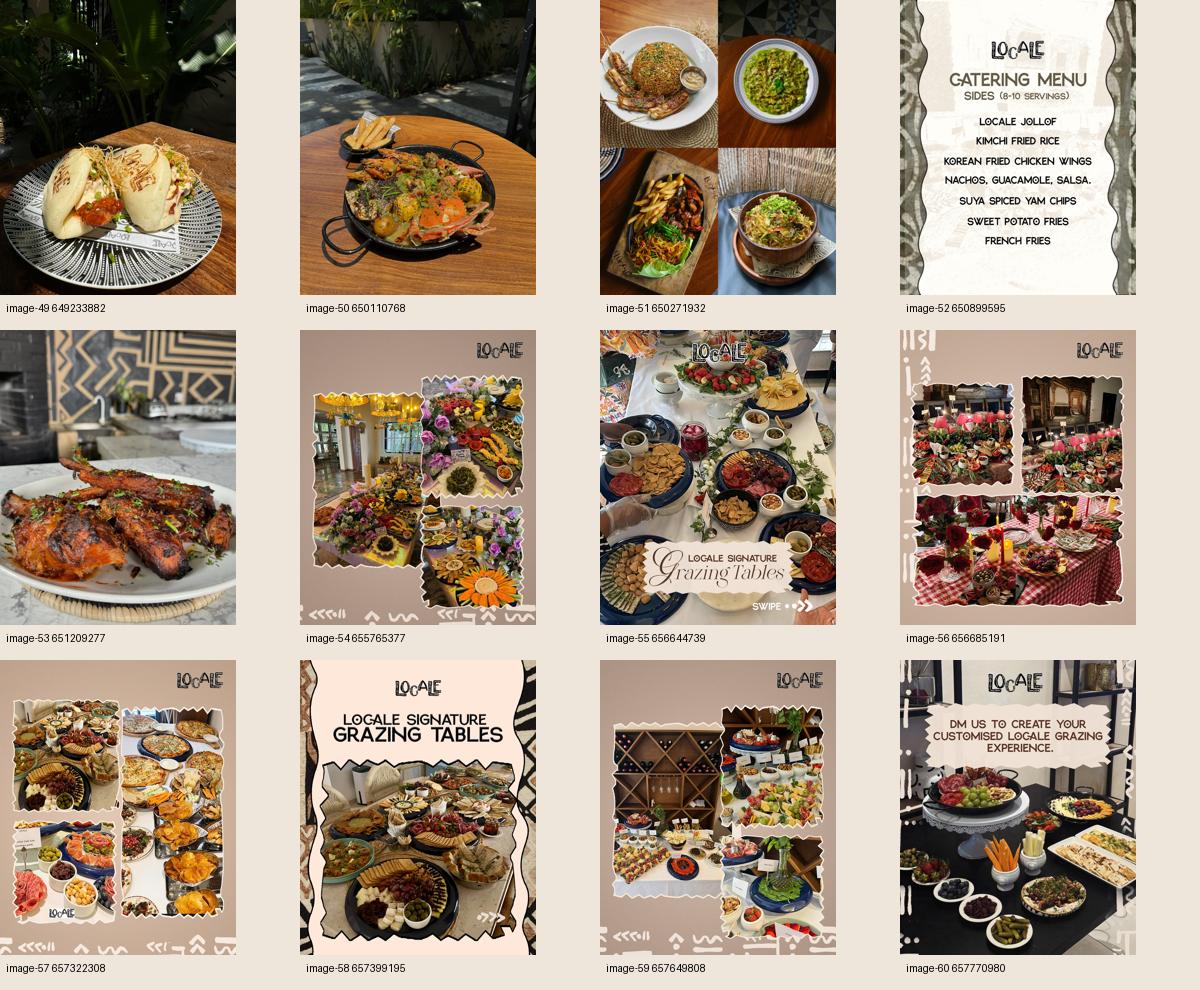 image-49 649233882
image-50 650110768
image-51 650271932
LOCALE
CATERING MENU
SIDES (8-10 SERVINGS)
LOCALE JOLLOF
KIMCHI FRIED RICE
KOREAN FRIED CHICKEN WINGS
NACHOS, GUACAMOLE, SALSA.
SUYA SPICED YAM CHIPS
SWEET POTATO FRIES
FRENCH FRIES
image-52 650899595
image-53 651209277
LOCALE
image-54 655765377
LOCALE
LOCALE SIGNATURE
Grazing Tables
SWIPE
image-55 656644739
LOCALE
image-56 656685191
LOCALE
LOCALE
image-57 657322308
LOCALE
LOCALE SIGNATURE
GRAZING TABLES
image-58 657399195
LOCALE
image-59 657649808
LOCALE
DM US TO CREATE YOUR
CUSTOMISED LOCALE GRAZING
EXPERIENCE.
image-60 657770980